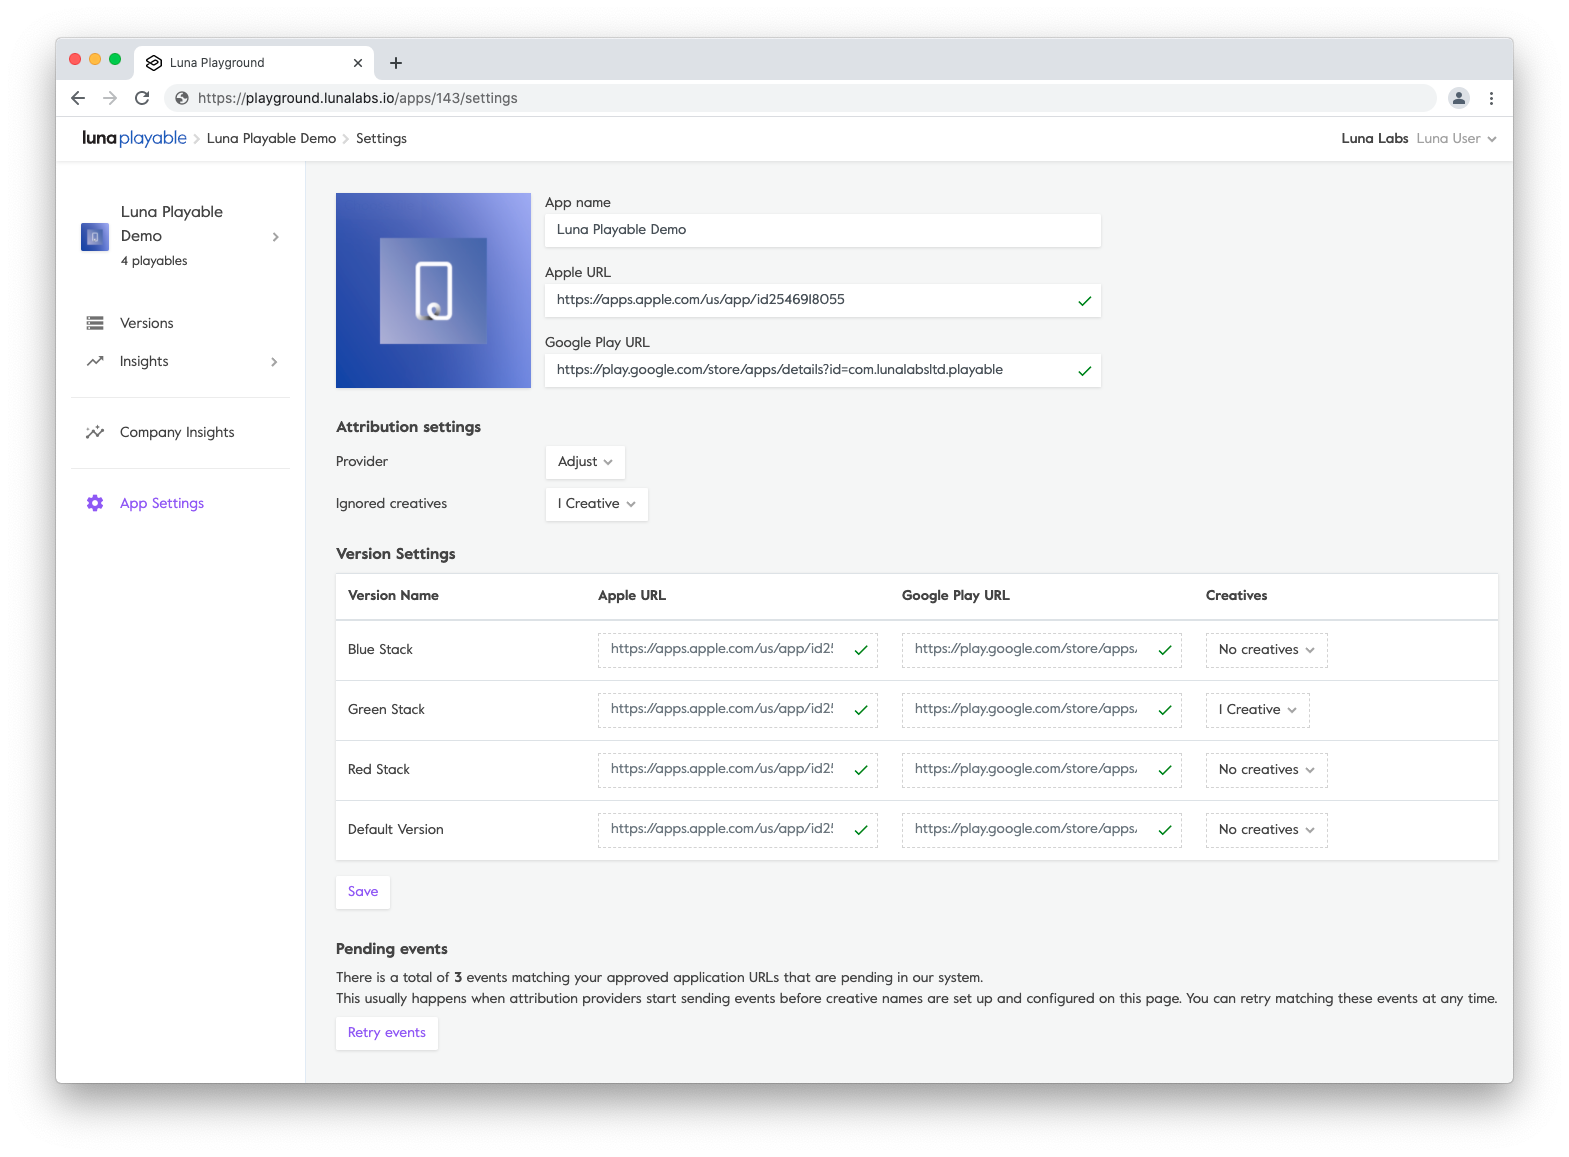 Luna Playground
https://playground.lunalabs.io/apps/143/settings
lunaplayable Luna Playable Demo Settings
Luna Labs Luna User
Luna Playable
Demo
4 playables
Versions
Insights
Company Insights
App Settings
App name
Luna Playable Demo
Apple URL
https://apps.apple.com/us/app/id2546918055
Google Play URL
https://play.google.com/store/apps/details?id=com.lunalabsltd.playable
Attribution settings
Provider Adjust
Ignored creatives 1 Creative
Version Settings
Version Name Apple URL Google Play URL Creatives
Blue Stack https://apps.apple.com/us/app/id25 https://play.google.com/store/apps/ No creatives
Green Stack https://apps.apple.com/us/app/id25 https://play.google.com/store/apps/ 1 Creative
Red Stack https://apps.apple.com/us/app/id25 https://play.google.com/store/apps/ No creatives
Default Version https://apps.apple.com/us/app/id25 https://play.google.com/store/apps/ No creatives
Save
Pending events
There is a total of 3 events matching your approved application URLs that are pending in our system.
This usually happens when attribution providers start sending events before creative names are set up and configured on this page. You can retry matching these events at any time.
Retry events